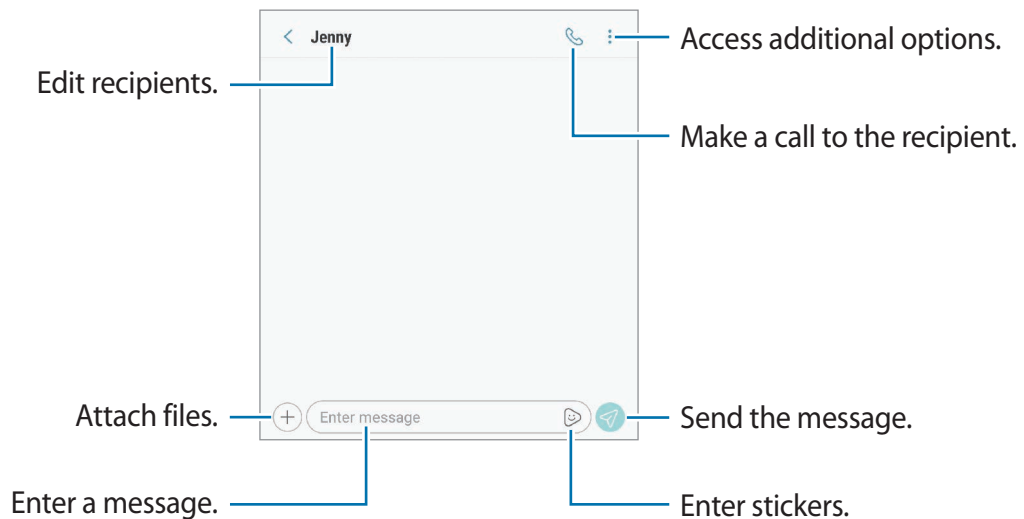 Jenny
Access additional options.
Edit recipients.
Make a call to the recipient.
Attach files.
Enter message
Send the message.
Enter a message.
Enter stickers.